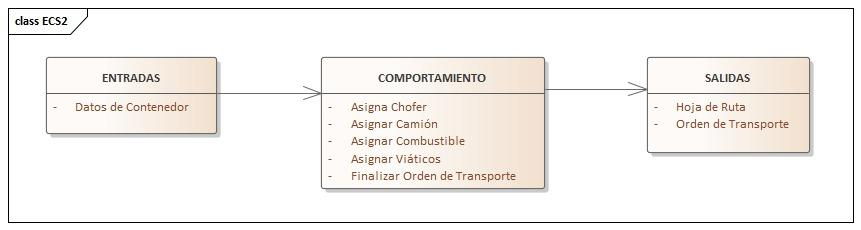 class ECS2
ENTRADAS
- Datos de Contenedor
COMPORTAMIENTO
- Asigna Chofer
- Asignar Camión
- Asignar Combustible
- Asignar Viáticos
- Finalizar Orden de Transporte
SALIDAS
- Hoja de Ruta
- Orden de Transporte